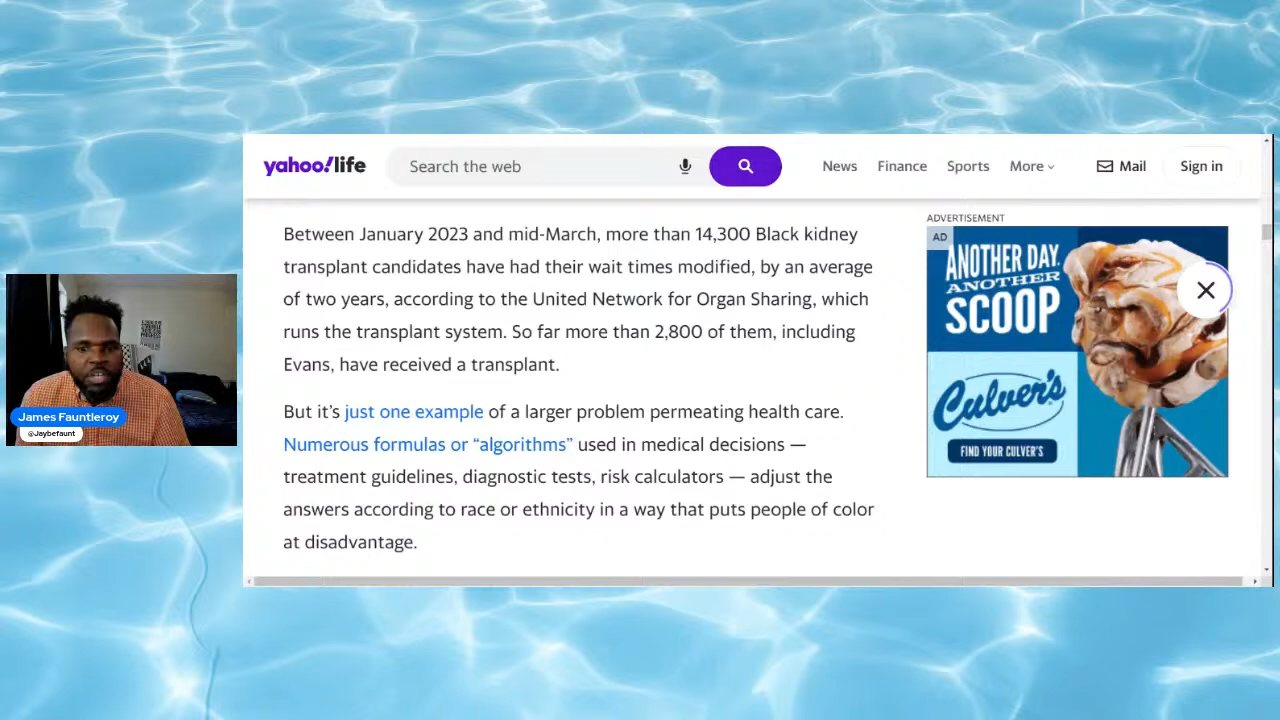 yahoo!life
Search the web
News Finance Sports More Mail Sign in
Between January 2023 and mid-March, more than 14,300 Black kidney
transplant candidates have had their wait times modified, by an average
of two years, according to the United Network for Organ Sharing, which
runs the transplant system. So far more than 2,800 of them, including
Evans, have received a transplant.
But it’s just one example of a larger problem permeating health care.
Numerous formulas or “algorithms” used in medical decisions —
treatment guidelines, diagnostic tests, risk calculators — adjust the
answers according to race or ethnicity in a way that puts people of color
at disadvantage.
ADVERTISEMENT
AD
ANOTHER DAY.
ANOTHER
SCOOP
Culver's
FIND YOUR CULVER'S
James Fauntleroy
@Jaybefaunt